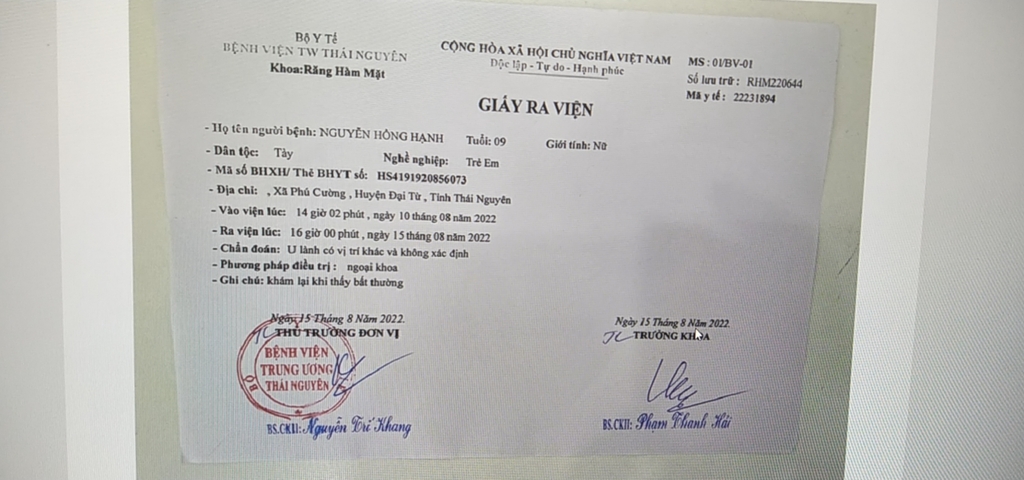 BỘ Y TẾ
BỆNH VIỆN TW THÁI NGUYÊN
Khoa:Răng Hàm Mặt
CỘNG HÒA XÃ HỘI CHỦ NGHĨA VIỆT NAM
Độc lập - Tự do - Hạnh phúc
MS : 01/BV-01
Số lưu trữ : RHM220644
Mã y tế : 22231894
GIẤY RA VIỆN
- Họ tên người bệnh: NGUYỄN HỒNG HẠNH Tuổi: 09 Giới tính: Nữ
- Dân tộc: Tày Nghề nghiệp: Trẻ Em
- Mã số BHXH/ Thẻ BHYT số: HS4191920856073
- Địa chỉ: , Xã Phú Cường , Huyện Đại Từ , Tỉnh Thái Nguyên
- Vào viện lúc: 14 giờ 02 phút , ngày 10 tháng 08 năm 2022
- Ra viện lúc: 16 giờ 00 phút , ngày 15 tháng 08 năm 2022
- Chẩn đoán: U lành có vị trí khác và không xác định
- Phương pháp điều trị : ngoại khoa
- Ghi chú: khám lại khi thấy bất thường
Ngày 15 Tháng 8 Năm 2022.
TL THỦ TRƯỞNG ĐƠN VỊ
BỆNH VIỆN
TRUNG ƯƠNG
THÁI NGUYÊN
BỘ
BS.CKII: Nguyễn Trí Khang
Ngày 15 Tháng 8 Năm 2022.
TL TRƯỞNG KHOA
BS.CKII: Phạm Thanh Hải